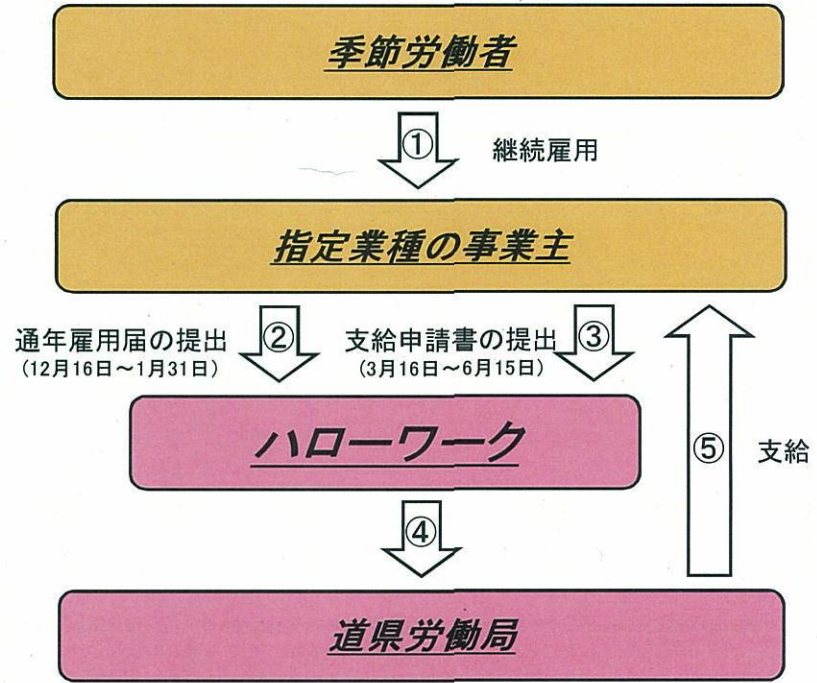 季節労働者
①
継続雇用
指定業種の事業主
通年雇用届の提出
(12月16日～1月31日)
②
支給申請書の提出
(3月16日～6月15日)
③
ハローワーク
⑤
支給
④
道県労働局